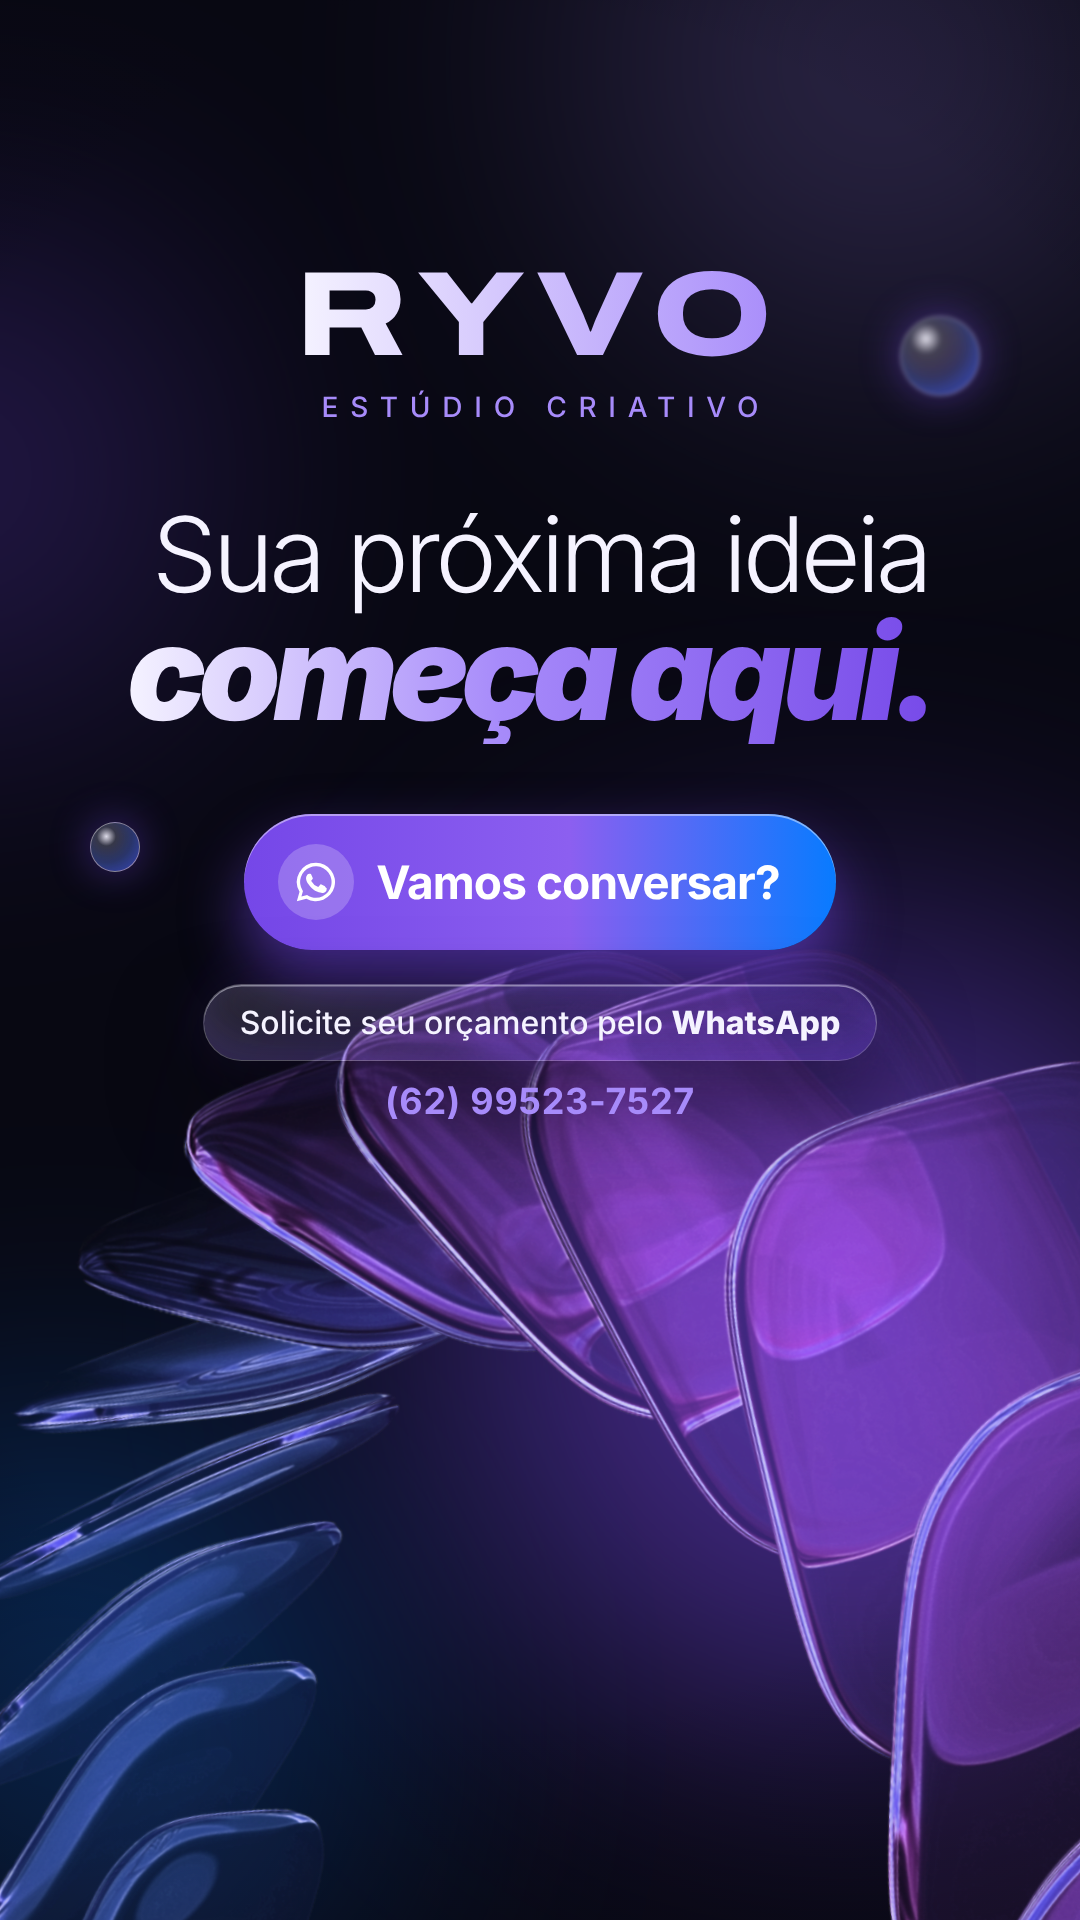 RYVO
ESTÚDIO CRIATIVO
Sua próxima ideia
começa aqui.
Vamos conversar?
Solicite seu orçamento pelo WhatsApp
(62) 99523-7527